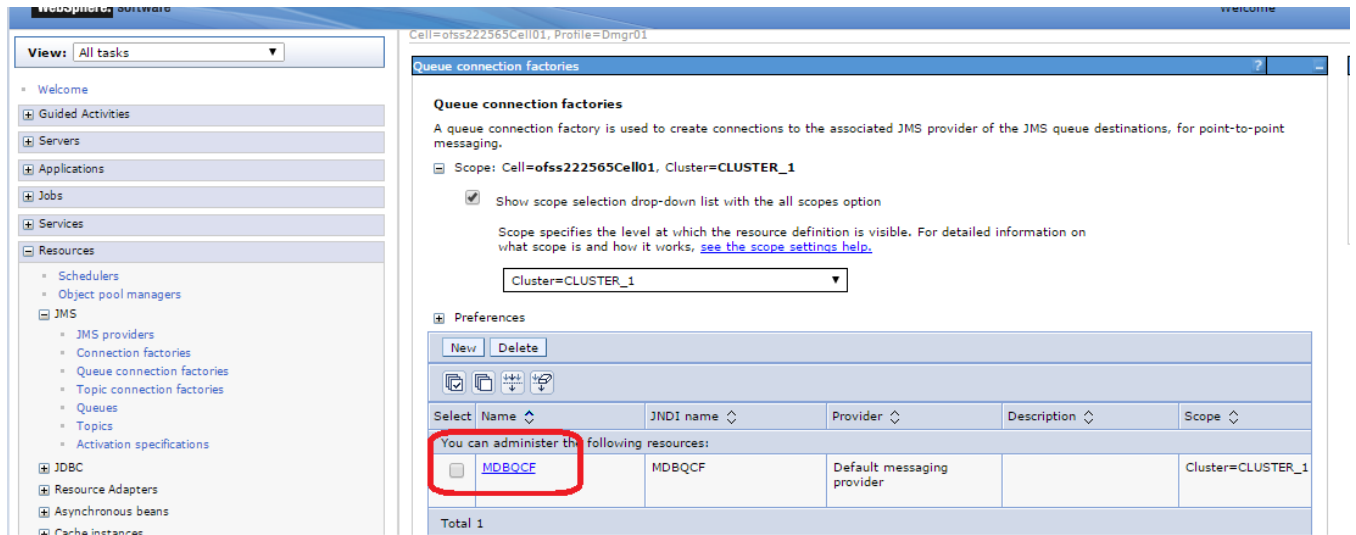 WebSphere. software
Welcome
View: All tasks
Welcome
Guided Activities
Servers
Applications
Jobs
Services
Resources
Schedulers
Object pool managers
JMS
JMS providers
Connection factories
Queue connection factories
Topic connection factories
Queues
Topics
Activation specifications
JDBC
Resource Adapters
Asynchronous beans
Cache instances
Cell=ofss222565Cell01, Profile=Dmgr01
Queue connection factories
?
Queue connection factories
A queue connection factory is used to create connections to the associated JMS provider of the JMS queue destinations, for point-to-point
messaging.
Scope: Cell=ofss222565Cell01, Cluster=CLUSTER_1
Show scope selection drop-down list with the all scopes option
Scope specifies the level at which the resource definition is visible. For detailed information on
what scope is and how it works, see the scope settings help.
Cluster=CLUSTER_1
Preferences
New Delete
Select Name JNDI name Provider Description Scope
You can administer the following resources:
MDBQCF MDBQCF Default messaging provider Cluster=CLUSTER_1
Total 1